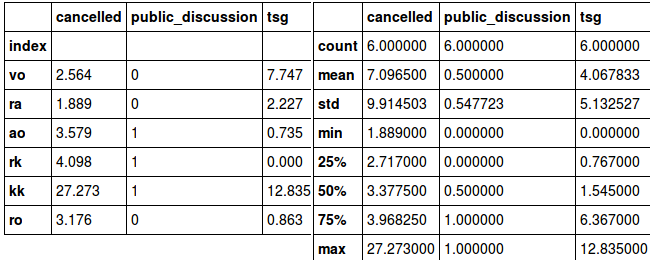 cancelled public_discussion tsg
index
vo 2.564 0 7.747
ra 1.889 0 2.227
ao 3.579 1 0.735
rk 4.098 1 0.000
kk 27.273 1 12.835
ro 3.176 0 0.863
cancelled public_discussion tsg
count 6.000000 6.000000 6.000000
mean 7.096500 0.500000 4.067833
std 9.914503 0.547723 5.132527
min 1.889000 0.000000 0.000000
25% 2.717000 0.000000 0.767000
50% 3.377500 0.500000 1.545000
75% 3.968250 1.000000 6.367000
max 27.273000 1.000000 12.835000